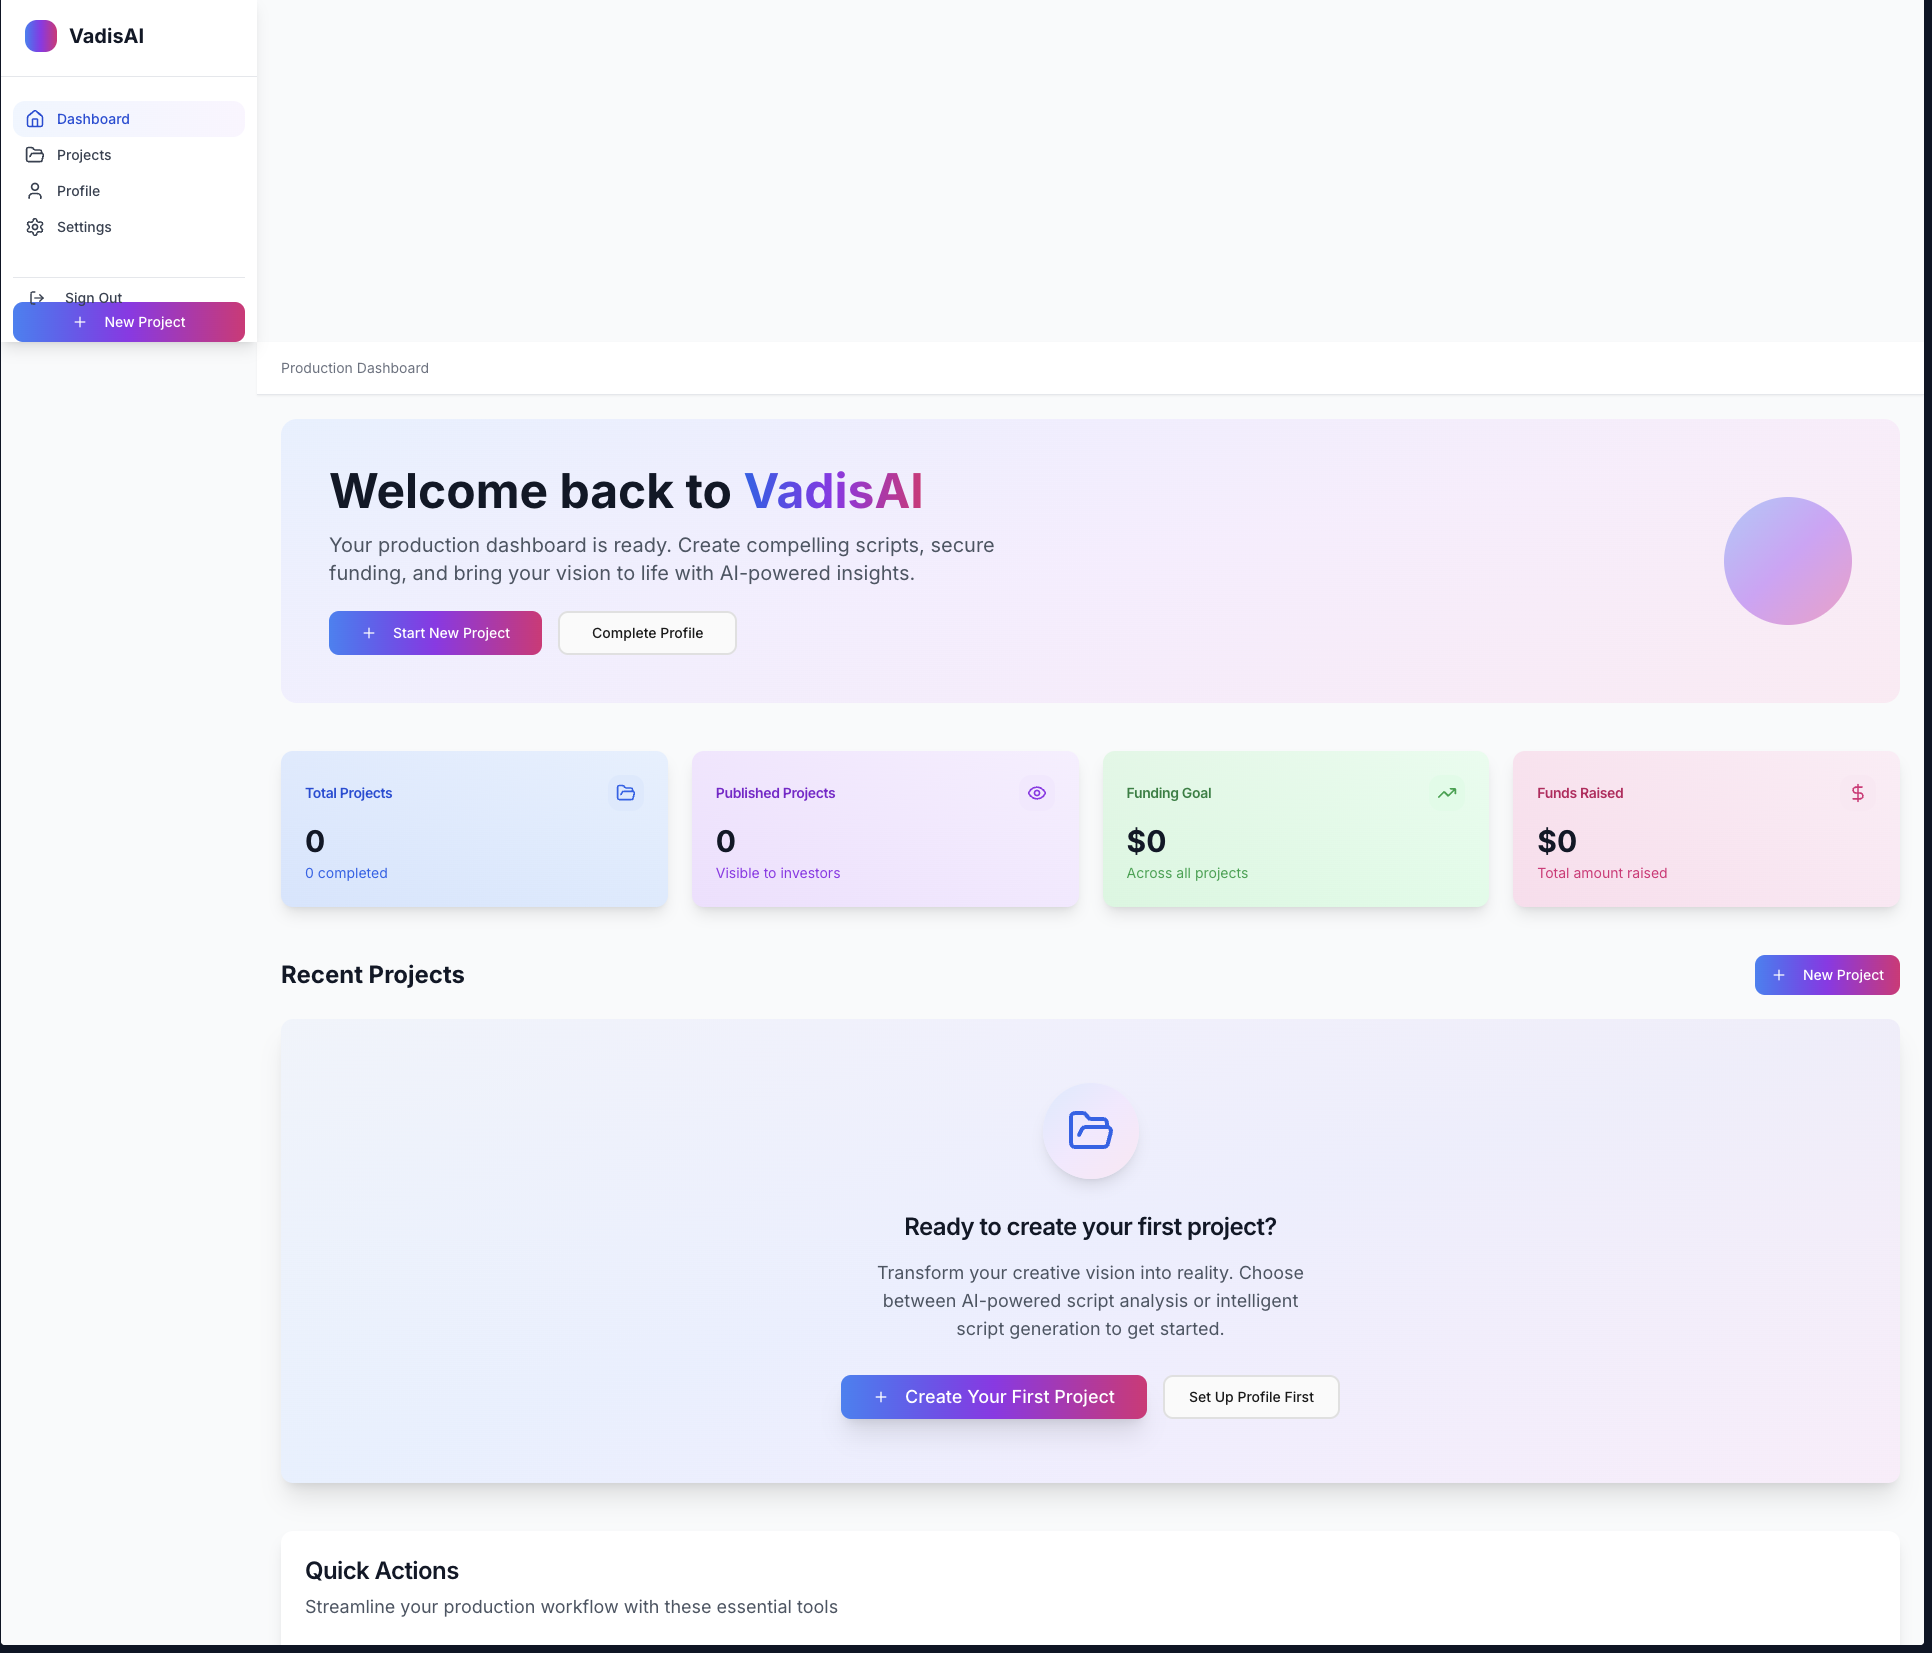 VadisAI
Dashboard
Projects
Profile
Settings
Sign Out
New Project
Production Dashboard
Welcome back to VadisAI
Your production dashboard is ready. Create compelling scripts, secure
funding, and bring your vision to life with AI-powered insights.
Start New Project
Complete Profile
Total Projects
0
0 completed
Published Projects
0
Visible to investors
Funding Goal
$0
Across all projects
Funds Raised
$0
Total amount raised
Recent Projects
New Project
Ready to create your first project?
Transform your creative vision into reality. Choose
between AI-powered script analysis or intelligent
script generation to get started.
Create Your First Project
Set Up Profile First
Quick Actions
Streamline your production workflow with these essential tools